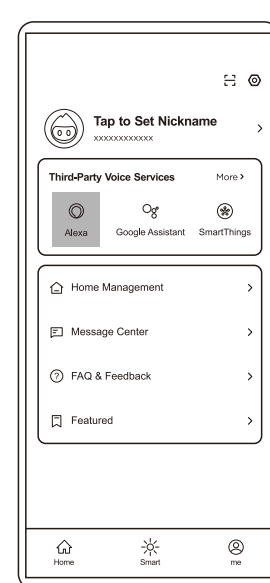 Tap to Set Nickname
xxxxxxxxxxxx
Third-Party Voice Services More
Alexa Google Assistant SmartThings
Home Management
Message Center
FAQ & Feedback
Featured
Home Smart me